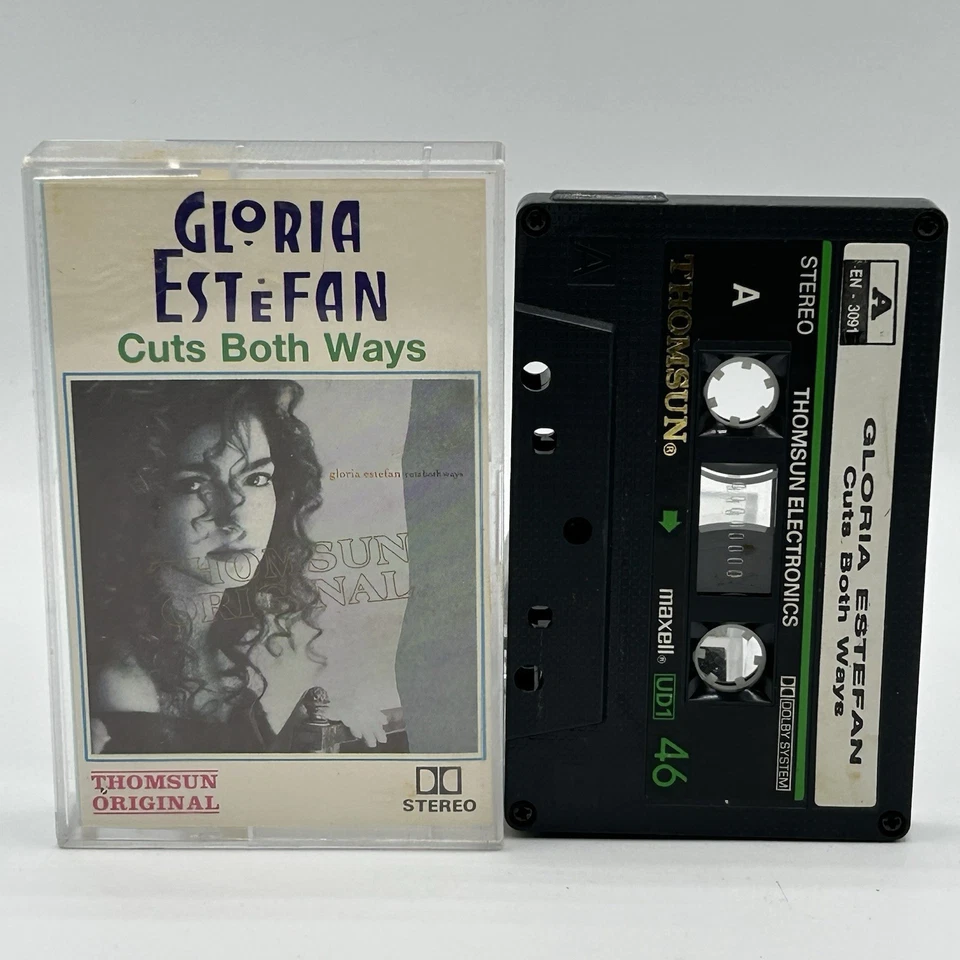 GLORIA
ESTEFAN
Cuts Both Ways
gloria estefan cuts both ways
THOMSUN
ORIGINAL
THOMSUN
ORIGINAL
STEREO
A
EN - 3091
GLORIA ESTEFAN
Cuts Both Ways
STEREO
THOMSUN ELECTRONICS
DOLBY SYSTEM
A
THOMSUN®
maxell® UD1 46
A